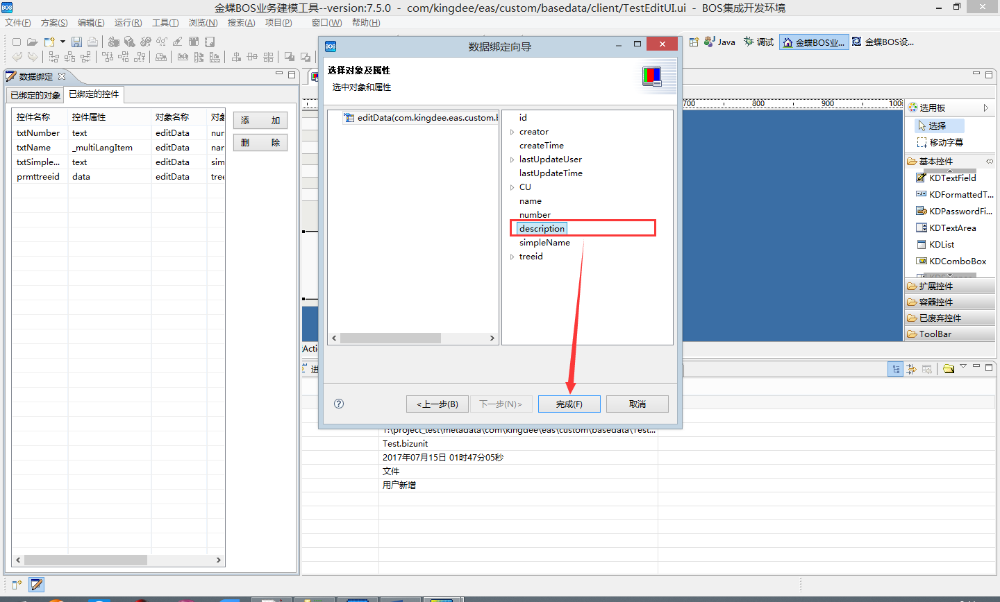 BOS 金蝶BOS业务建模工具--version:7.5.0 - com/kingdee/eas/custom/basedata/client/TestEditUI.ui - BOS集成开发环境
文件(F) 方案(S) 编辑(E) 运行(R) 工具(T) 浏览(N) 搜索(A) 项目(P) 窗口(W) 帮助(H)
Java 调试 金蝶BOS业... 金蝶BOS设...
数据绑定
已绑定的对象 已绑定的控件
控件名称 控件属性 对象名称 对象
txtNumber text editData
txtName _multiLangItem editData
txtSimple... text editData sim
prmttreeid data editData tree
添 加
删 除
BOS 数据绑定向导
选择对象及属性
选中对象和属性
editData(com.kingdee.eas.custom.b
id
creator
createTime
lastUpdateUser
lastUpdateTime
CU
name
number
description
simpleName
treeid
<上一步(B) 下一步(N)> 完成(F) 取消
700 800 900 1000
选用板
选择
移动字幕
基本控件
KDTextField
KDFormattedT...
KDPasswordFi...
KDTextArea
KDList
KDComboBox
扩展控件
容器控件
已废弃控件
ToolBar
Acti
进
T:\project_test\metadata\com\kingdee\eas\custom\basedata\Test...
Test.bizunit
2017年07月15日 01时47分05秒
文件
用户新增